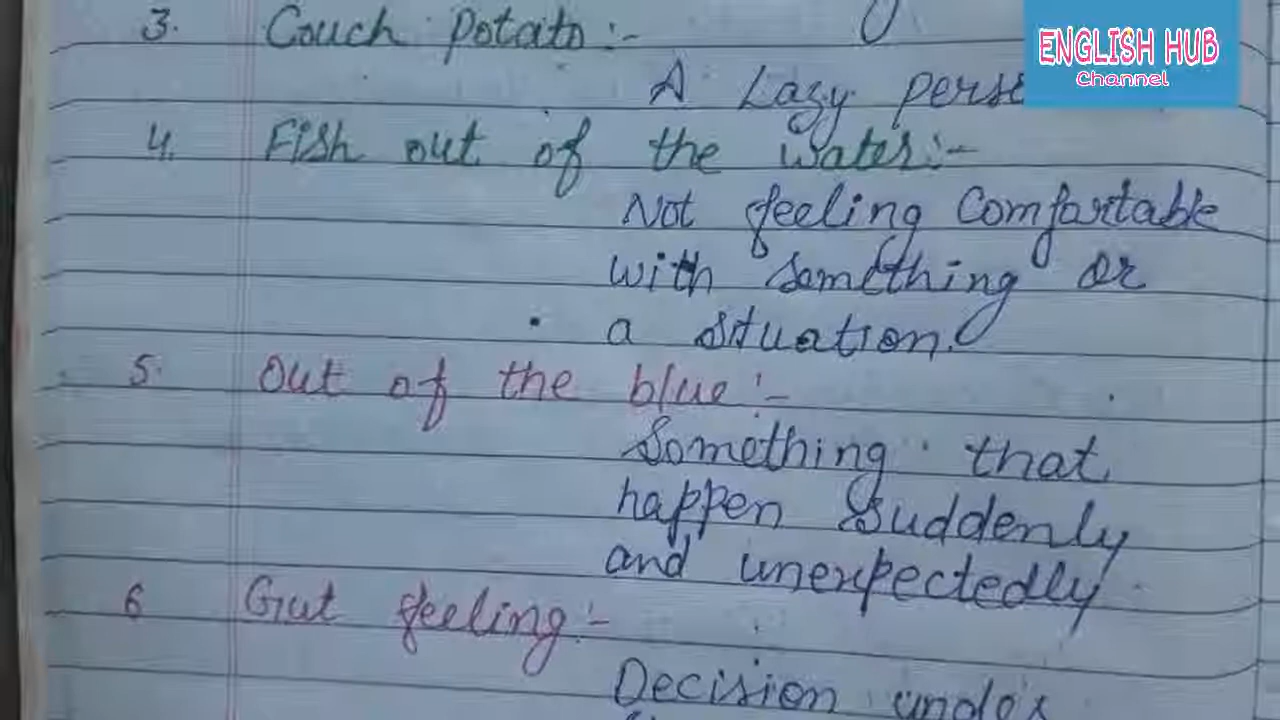 3. Couch potato:-
ENGLISH HUB
Channel
A Lazy
4. Fish out of the water:-
Not feeling Comfortable
with something or
a situation.
5. Out of the blue:-
Something that
happen suddenly
and unexpectedly
6 Gut feeling:-
Decision